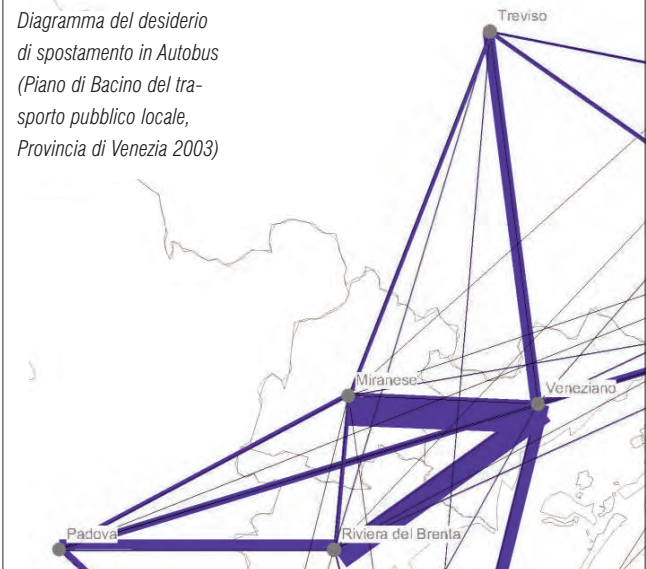 Diagramma del desiderio
di spostamento in Autobus
(Piano di Bacino del tra-
sporto pubblico locale,
Provincia di Venezia 2003)
Treviso
Miranese
Veneziano
Padova
Riviera del Brenta